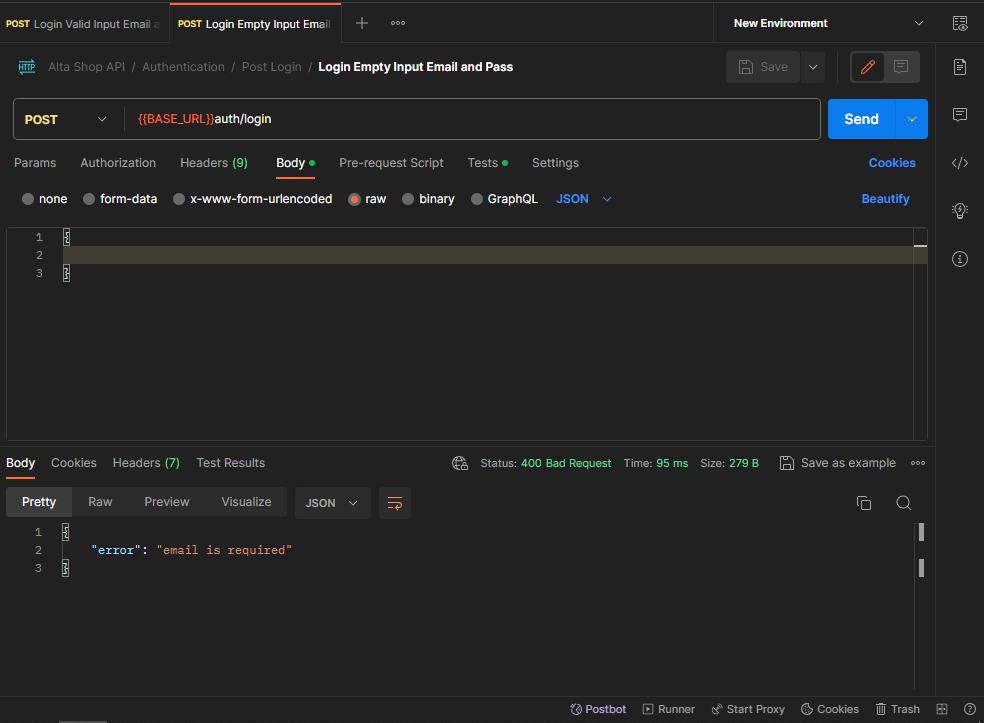 POST Login Valid Input Email a POST Login Empty Input Email New Environment
HTTP Alta Shop API / Authentication / Post Login / Login Empty Input Email and Pass Save
POST {{BASE_URL}}auth/login Send
Params Authorization Headers (9) Body Pre-request Script Tests Settings Cookies
none form-data x-www-form-urlencoded raw binary GraphQL JSON Beautify
1 {
2
3 }
Body Cookies Headers (7) Test Results Status: 400 Bad Request Time: 95 ms Size: 279 B Save as example
Pretty Raw Preview Visualize JSON
1 {
2 "error": "email is required"
3 }
Postbot Runner Start Proxy Cookies Trash